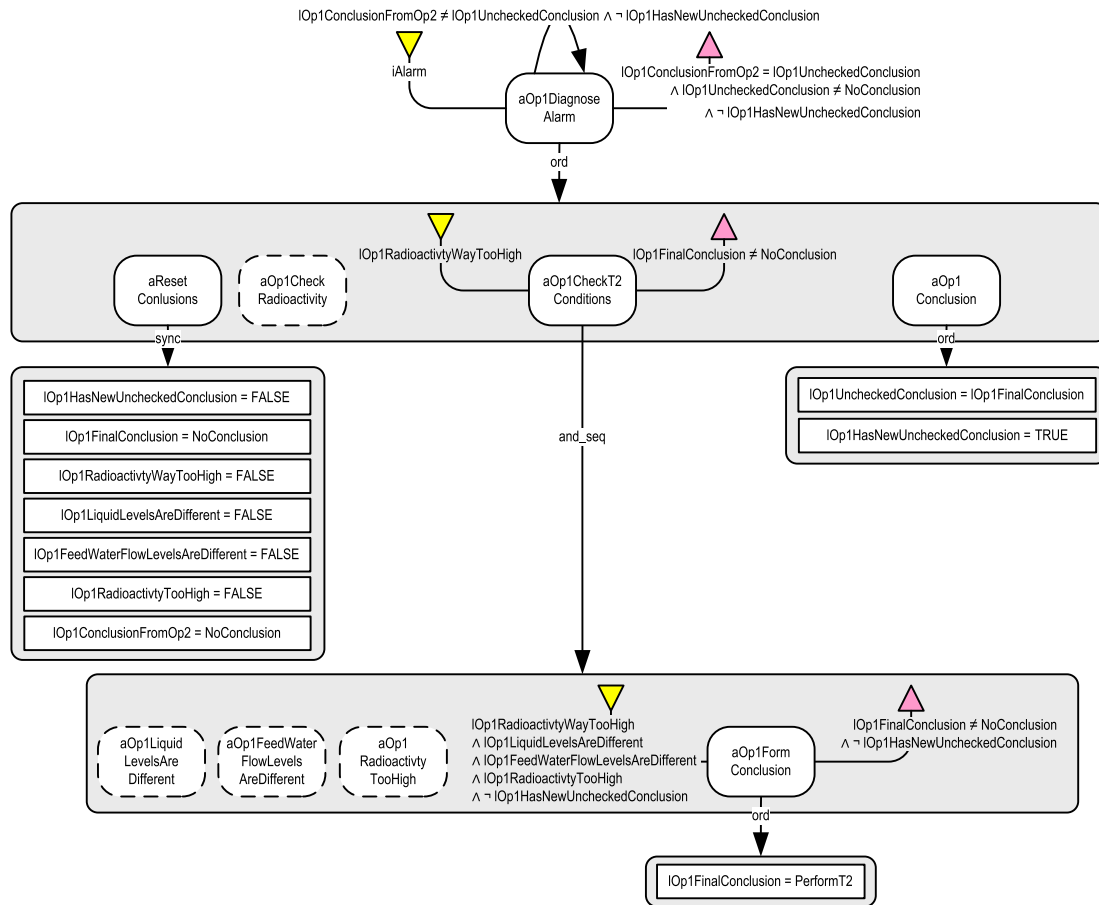 lOp1ConclusionFromOp2 ≠ lOp1UncheckedConclusion ∧ ¬ lOp1HasNewUncheckedConclusion
iAlarm
aOp1Diagnose
Alarm
lOp1ConclusionFromOp2 = lOp1UncheckedConclusion
∧ lOp1UncheckedConclusion ≠ NoConclusion
∧ ¬ lOp1HasNewUncheckedConclusion
ord
aReset
Conlusions
aOp1Check
Radioactivity
lOp1RadioactivtyWayTooHigh
aOp1CheckT2
Conditions
lOp1FinalConclusion ≠ NoConclusion
aOp1
Conclusion
sync
lOp1HasNewUncheckedConclusion = FALSE
lOp1FinalConclusion = NoConclusion
lOp1RadioactivtyWayTooHigh = FALSE
lOp1LiquidLevelsAreDifferent = FALSE
lOp1FeedWaterFlowLevelsAreDifferent = FALSE
lOp1RadioactivtyTooHigh = FALSE
lOp1ConclusionFromOp2 = NoConclusion
and_seq
ord
lOp1UncheckedConclusion = lOp1FinalConclusion
lOp1HasNewUncheckedConclusion = TRUE
aOp1Liquid
LevelsAre
Different
aOp1FeedWater
FlowLevels
AreDifferent
aOp1
Radioactivty
TooHigh
lOp1RadioactivtyWayTooHigh
∧ lOp1LiquidLevelsAreDifferent
∧ lOp1FeedWaterFlowLevelsAreDifferent
∧ lOp1RadioactivtyTooHigh
∧ ¬ lOp1HasNewUncheckedConclusion
aOp1Form
Conclusion
lOp1FinalConclusion ≠ NoConclusion
∧ ¬ lOp1HasNewUncheckedConclusion
ord
lOp1FinalConclusion = PerformT2